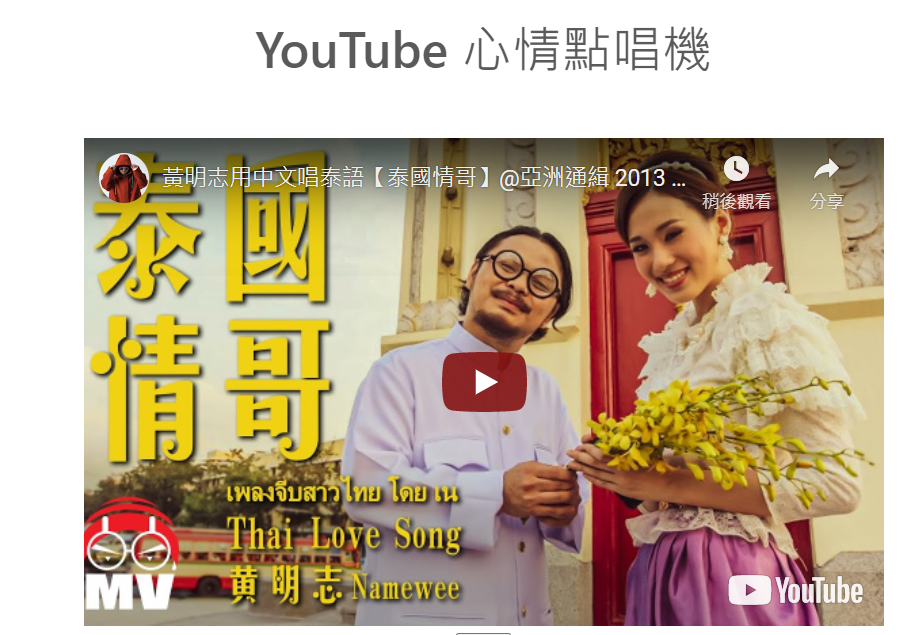 YouTube 心情點唱機
黃明志用中文唱泰語【泰國情哥】@亞洲通緝 2013 ...
稍後觀看
分享
泰國
情哥
เพลงจีบสาวไทย โดย เน
Thai Love Song
黄明志 Namewee
MV
YouTube